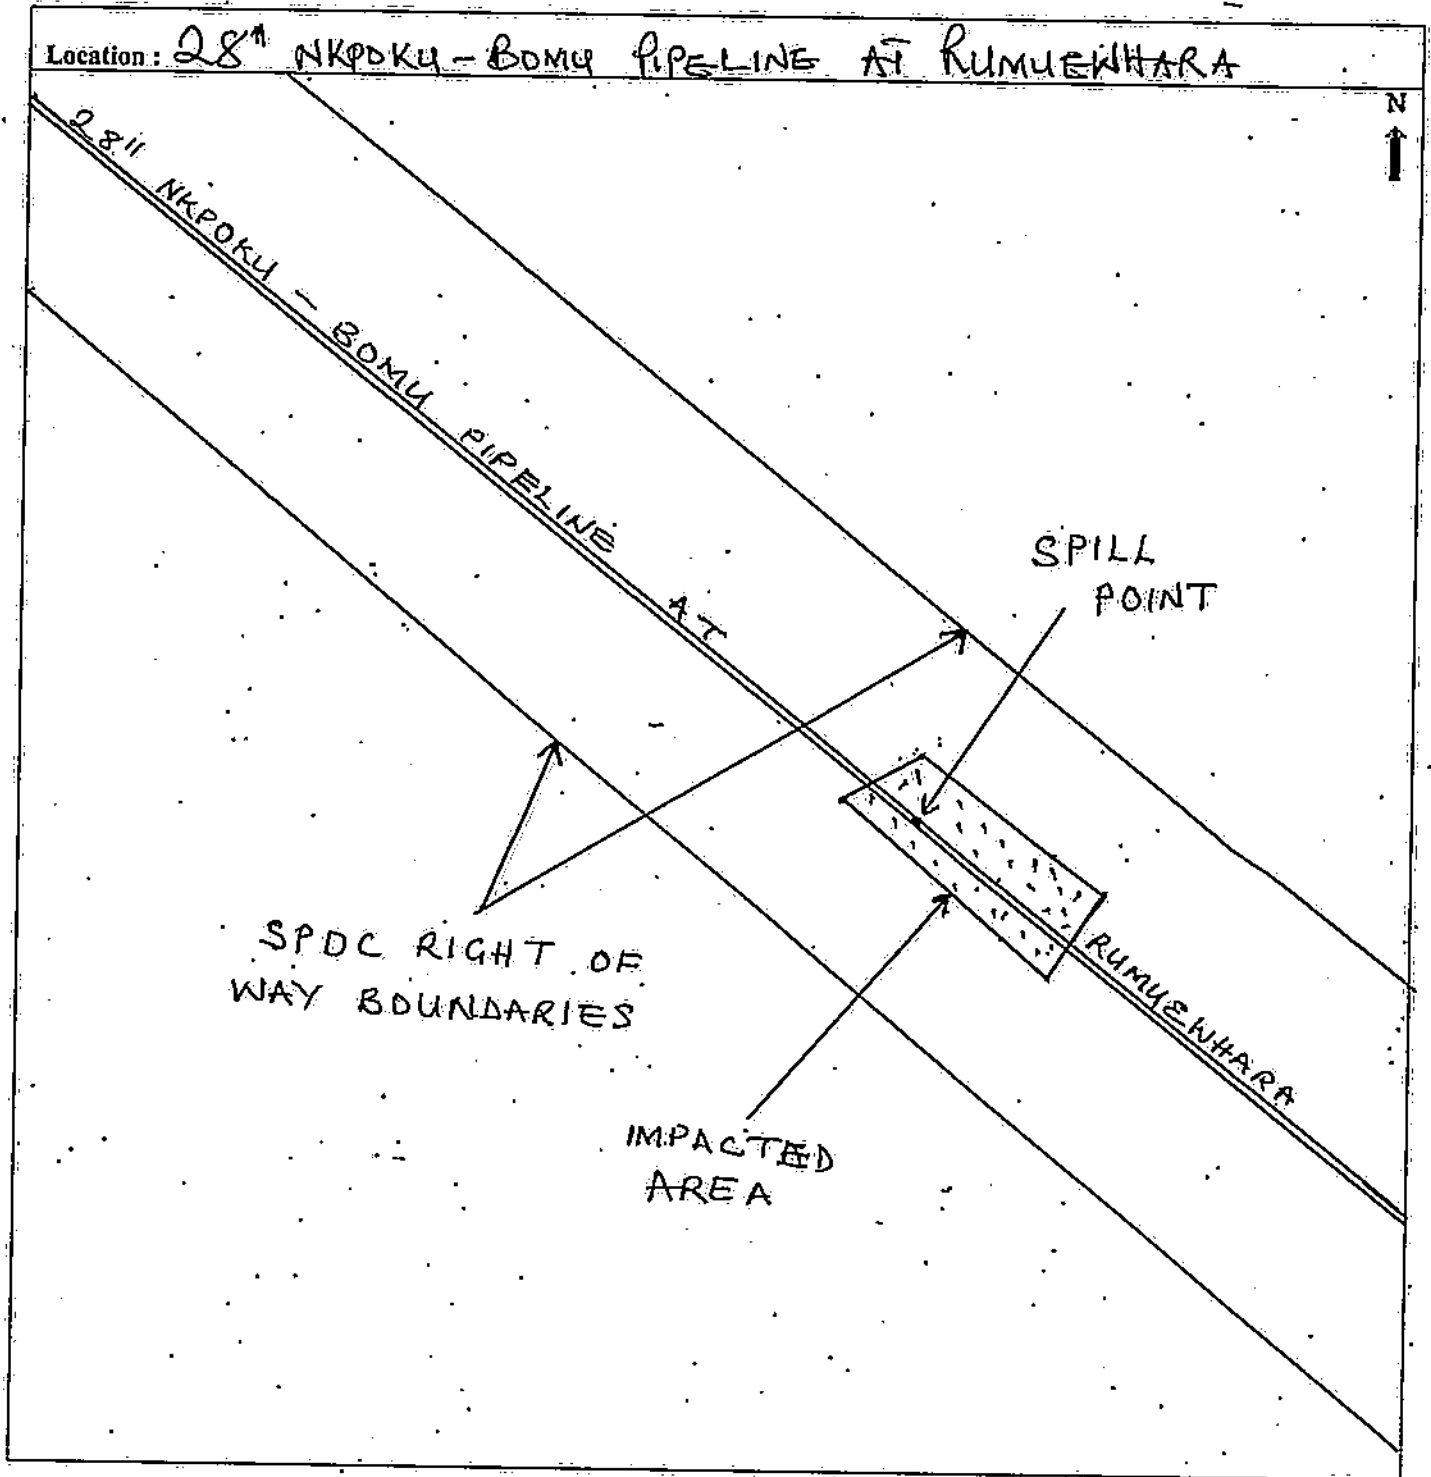 Location : 28" NKPOKU - BOMU PIPELINE AT RUMUEWHARA
N
28" NKPOKU - BOMU PIPELINE AT RUMUEWHARA
SPILL
POINT
SPDC RIGHT OF
WAY BOUNDARIES
IMPACTED
AREA